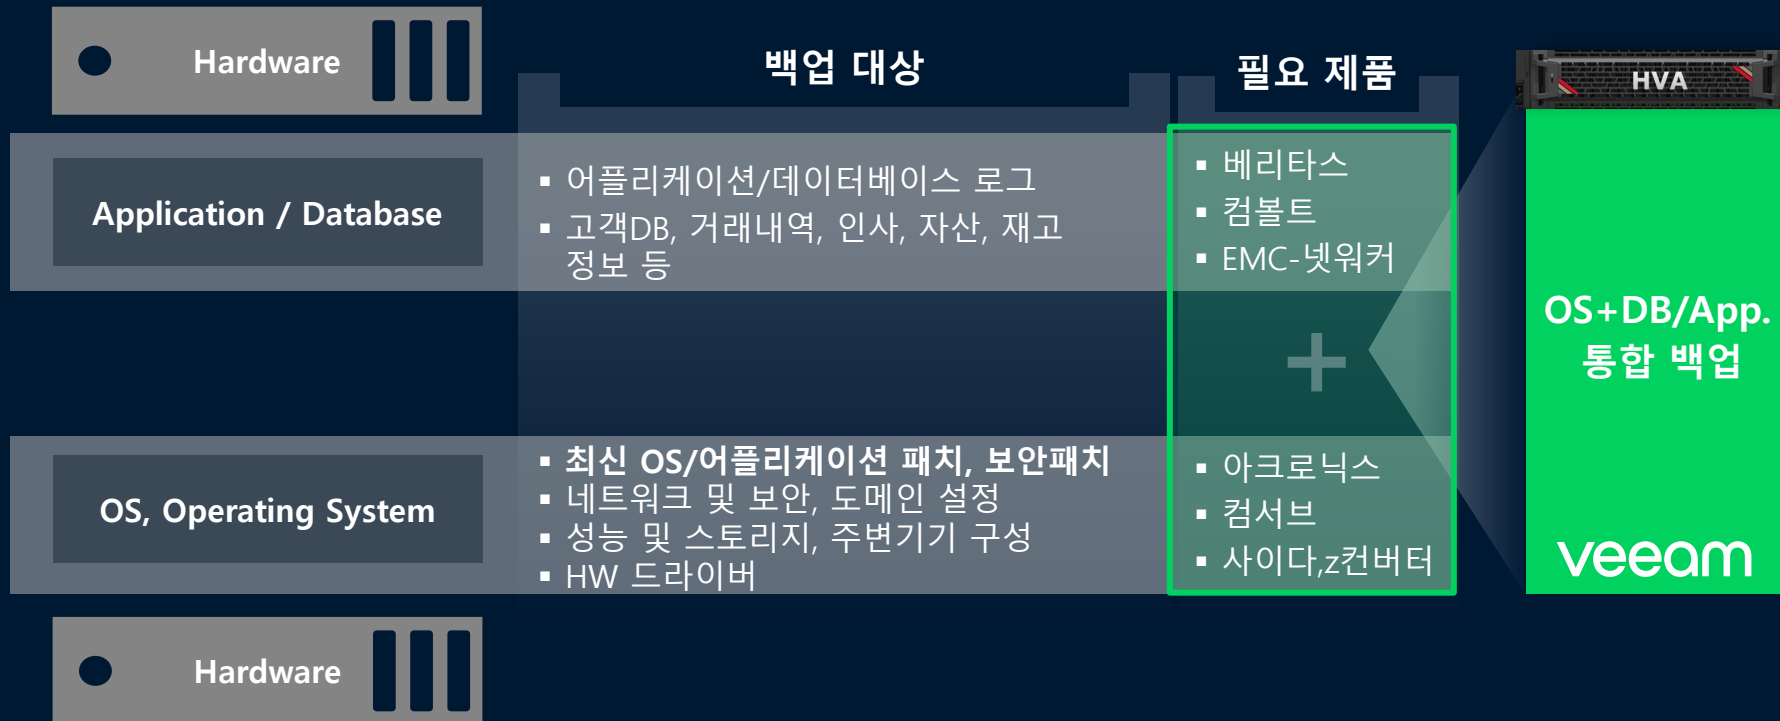 Hardware
백업 대상
필요 제품
HVA
Application / Database
▪ 어플리케이션/데이터베이스 로그
▪ 고객DB, 거래내역, 인사, 자산, 재고
정보 등
▪ 베리타스
▪ 컴볼트
▪ EMC-넷워커
+
OS+DB/App.
통합 백업
OS, Operating System
▪ 최신 OS/어플리케이션 패치, 보안패치
▪ 네트워크 및 보안, 도메인 설정
▪ 성능 및 스토리지, 주변기기 구성
▪ HW 드라이버
▪ 아크로닉스
▪ 컴서브
▪ 사이다,z컨버터
veeam
Hardware